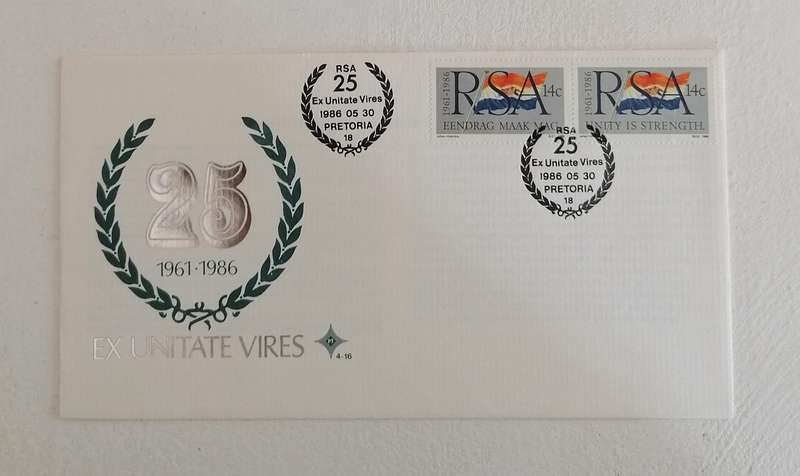 RSA
25
Ex Unitate Vires
1986 05 30
PRETORIA
18
1961-1986
RSA
14c
EENDRAG MAAK MAG
1961-1986
RSA
14c
UNITY IS STRENGTH.
RSA
25
Ex Unitate Vires
1986 05 30
PRETORIA
18
25
1961·1986
EX UNITATE VIRES
4·16